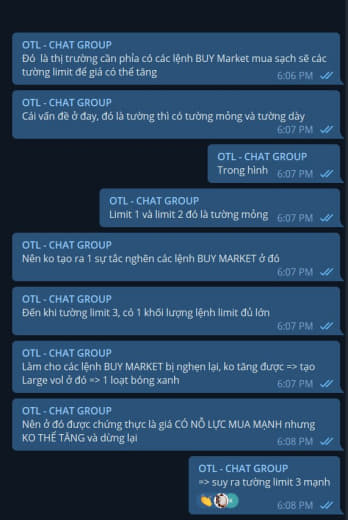 OTL - CHAT GROUP
Đó là thị trường cần phỉa có các lệnh BUY Market mua sạch sẽ các
tường limit để giá có thể tăng
6:06 PM
OTL - CHAT GROUP
Cái vấn đề ở đay, đó là tường thì có tường mỏng và tường dày
6:07 PM
OTL - CHAT GROUP
Trong hình 6:07 PM
OTL - CHAT GROUP
Limit 1 và limit 2 đó là tường mỏng 6:07 PM
OTL - CHAT GROUP
Nên ko tạo ra 1 sự tắc nghẽn các lệnh BUY MARKET ở đó
6:07 PM
OTL - CHAT GROUP
Đến khi tường limit 3, có 1 khối lượng lệnh limit đủ lớn
6:07 PM
OTL - CHAT GROUP
Làm cho các lệnh BUY MARKET bị nghẹn lại, ko tăng được => tạo
Large vol ở đó => 1 loạt bóng xanh 6:07 PM
OTL - CHAT GROUP
Nên ở đó được chứng thực là giá CÓ NỖ LỰC MUA MẠNH nhưng
KO THỂ TĂNG và dừng lại 6:08 PM
OTL - CHAT GROUP
=> suy ra tường limit 3 mạnh
6:08 PM